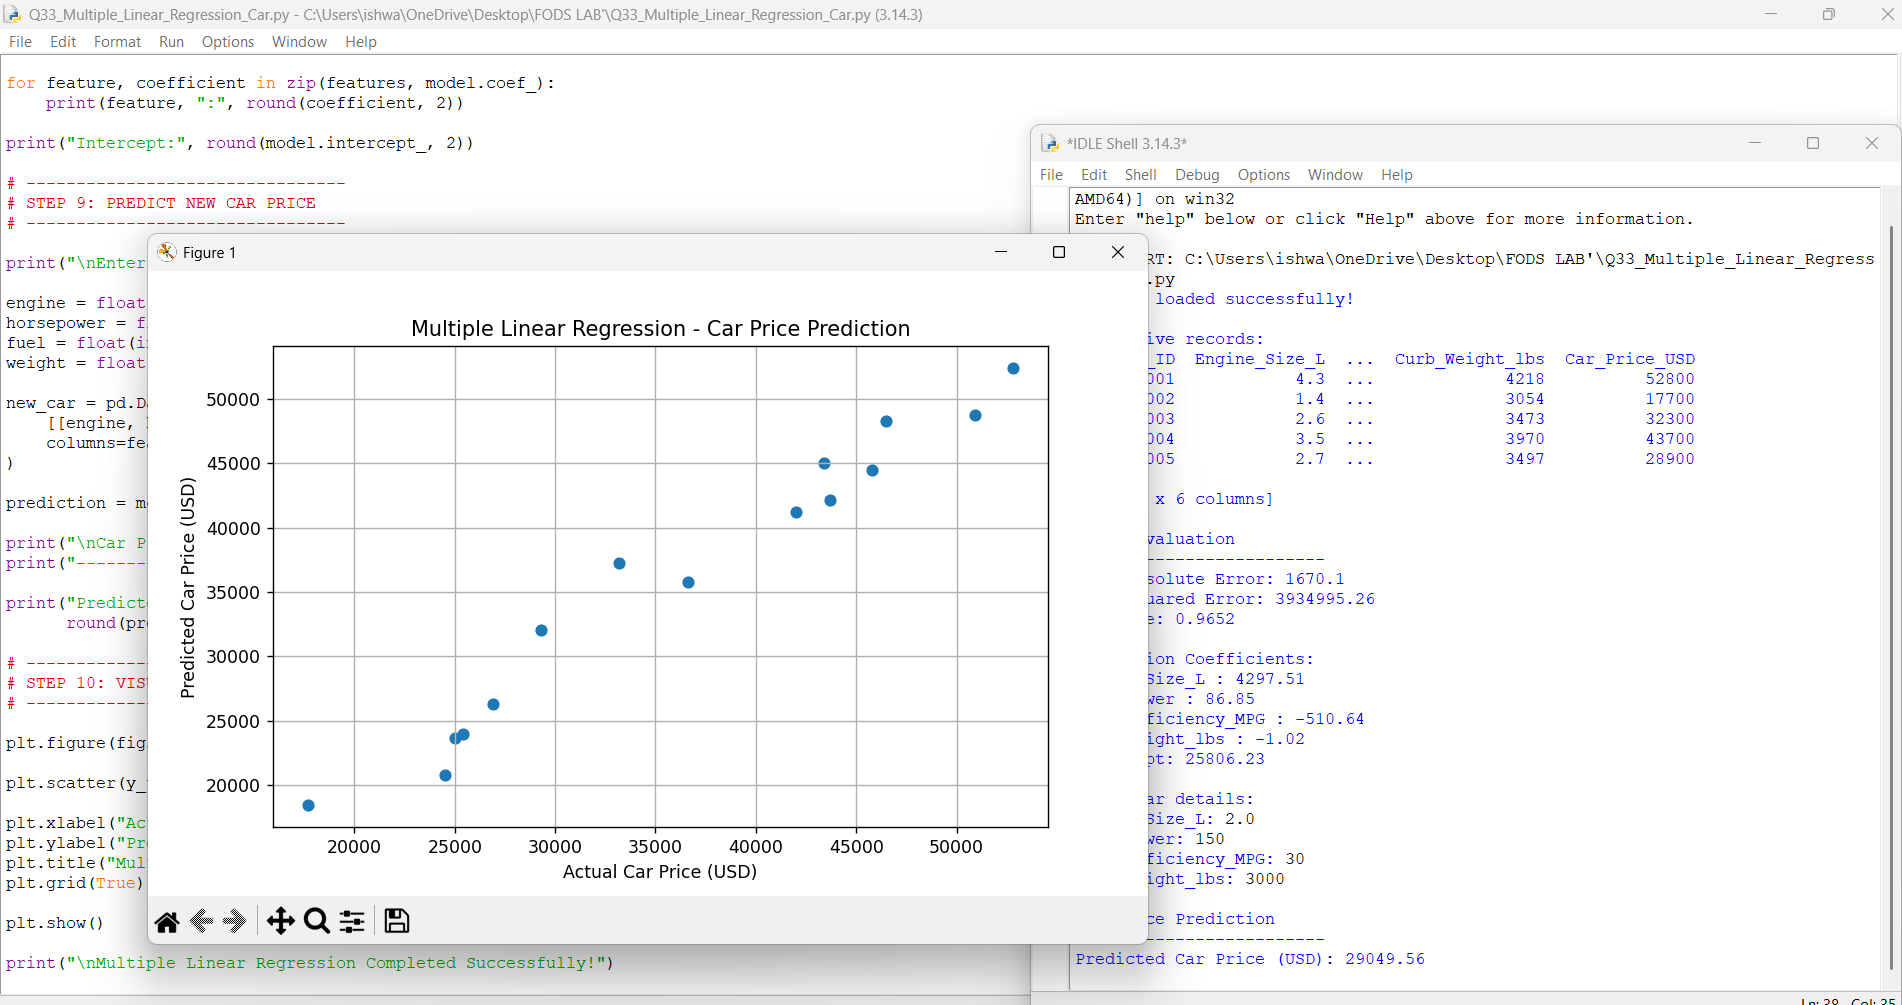 Q33_Multiple_Linear_Regression_Car.py - C:\Users\ishwa\OneDrive\Desktop\FODS LAB'\Q33_Multiple_Linear_Regression_Car.py (3.14.3)
File Edit Format Run Options Window Help
for feature, coefficient in zip(features, model.coef_):
    print(feature, ":", round(coefficient, 2))
print("Intercept:", round(model.intercept_, 2))
# --------------------------------
# STEP 9: PREDICT NEW CAR PRICE
# --------------------------------
print("\nEnter
engine = float
horsepower = f
fuel = float(i
weight = float
new_car = pd.D
    [[engine,
    columns=fea
)
prediction = m
print("\nCar P
print("-------
print("Predict
      round(pr
# ------------
# STEP 10: VIS
# ------------
plt.figure(fig
plt.scatter(y_
plt.xlabel("Ac
plt.ylabel("Pr
plt.title("Mul
plt.grid(True)
plt.show()
print("\nMultiple Linear Regression Completed Successfully!")
Figure 1
Multiple Linear Regression - Car Price Prediction
Predicted Car Price (USD)
50000
45000
40000
35000
30000
25000
20000
20000 25000 30000 35000 40000 45000 50000
Actual Car Price (USD)
*IDLE Shell 3.14.3*
File Edit Shell Debug Options Window Help
AMD64)] on win32
Enter "help" below or click "Help" above for more information.
RT: C:\Users\ishwa\OneDrive\Desktop\FODS LAB'\Q33_Multiple_Linear_Regress
.py
loaded successfully!
ive records:
_ID Engine_Size_L ... Curb_Weight_lbs Car_Price_USD
001 4.3 ... 4218 52800
002 1.4 ... 3054 17700
003 2.6 ... 3473 32300
004 3.5 ... 3970 43700
005 2.7 ... 3497 28900
x 6 columns]
valuation
------------------
solute Error: 1670.1
uared Error: 3934995.26
e: 0.9652
ion Coefficients:
Size_L : 4297.51
wer : 86.85
ficiency_MPG : -510.64
ight_lbs : -1.02
pt: 25806.23
ar details:
Size_L: 2.0
wer: 150
ficiency_MPG: 30
ight_lbs: 3000
ce Prediction
------------------
Predicted Car Price (USD): 29049.56
Ln: 38 Col: 35